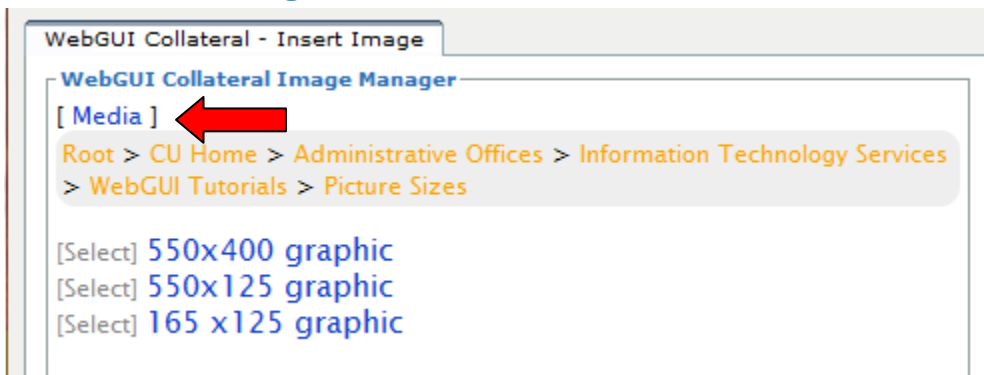 WebGUI Collateral - Insert Image
WebGUI Collateral Image Manager
[ Media ]
Root > CU Home > Administrative Offices > Information Technology Services
> WebGUI Tutorials > Picture Sizes
[Select] 550x400 graphic
[Select] 550x125 graphic
[Select] 165 x125 graphic